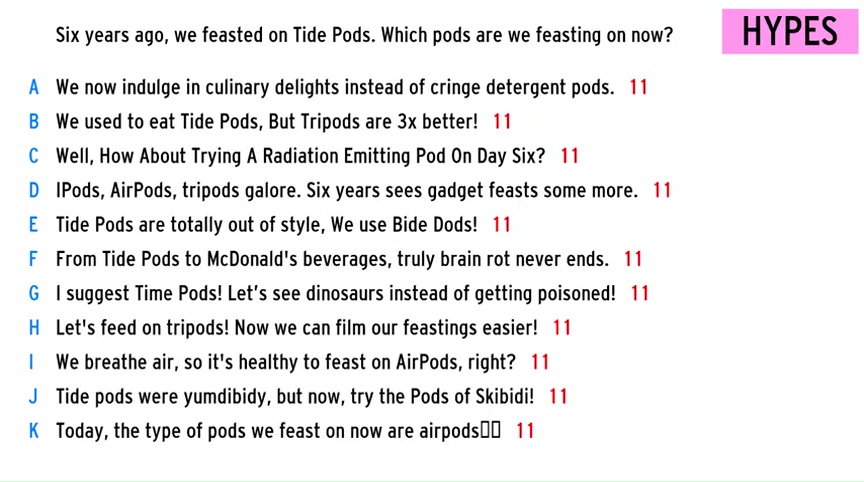 Six years ago, we feasted on Tide Pods. Which pods are we feasting on now?
HYPES
A We now indulge in culinary delights instead of cringe detergent pods. 11
B We used to eat Tide Pods, But Tripods are 3x better! 11
C Well, How About Trying A Radiation Emitting Pod On Day Six? 11
D IPods, AirPods, tripods galore. Six years sees gadget feasts some more. 11
E Tide Pods are totally out of style, We use Bide Dods! 11
F From Tide Pods to McDonald's beverages, truly brain rot never ends. 11
G I suggest Time Pods! Let’s see dinosaurs instead of getting poisoned! 11
H Let's feed on tripods! Now we can film our feastings easier! 11
I We breathe air, so it's healthy to feast on AirPods, right? 11
J Tide pods were yumdibidy, but now, try the Pods of Skibidi! 11
K Today, the type of pods we feast on now are airpods▯▯ 11